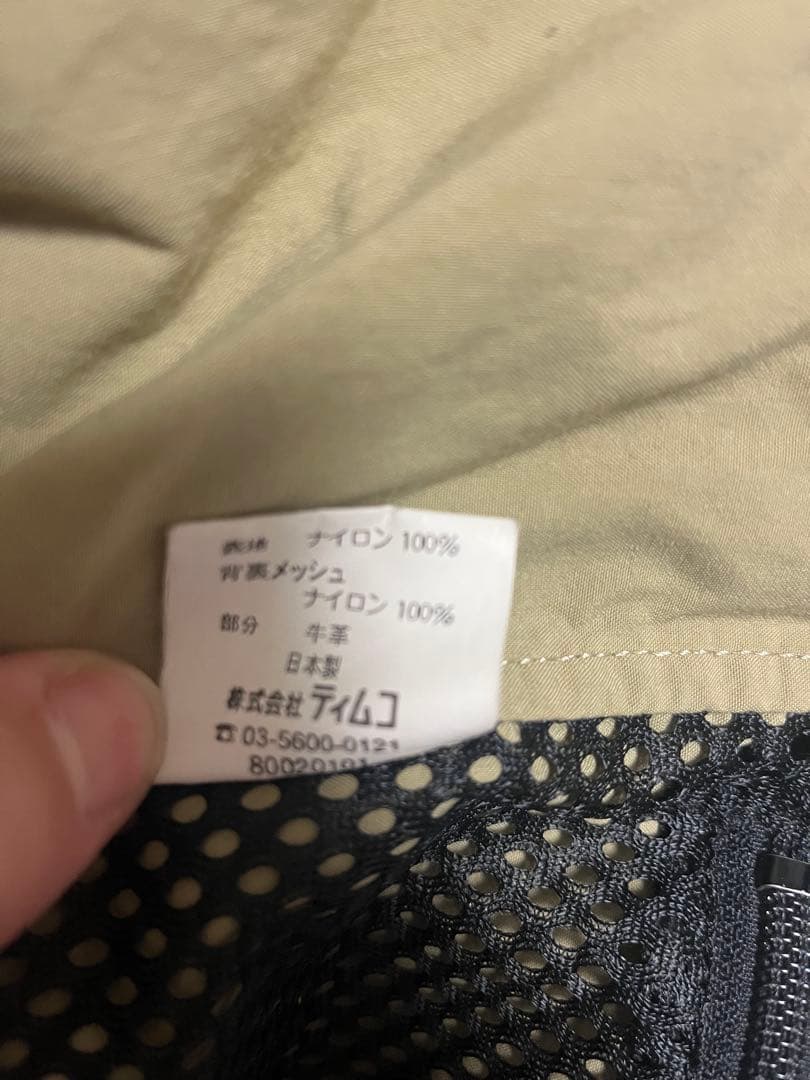 表地 ナイロン 100%
背裏メッシュ
ナイロン 100%
部分 牛革
日本製
株式会社 ティムコ
☎ 03-5600-0121